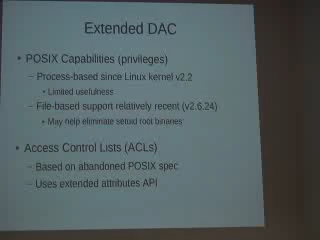 Extended DAC
• POSIX Capabilities (privileges)
– Process-based since Linux kernel v2.2
• Limited usefulness
– File-based support relatively recent (v2.6.24)
• May help eliminate setuid root binaries
• Access Control Lists (ACLs)
– Based on abandoned POSIX spec
– Uses extended attributes API